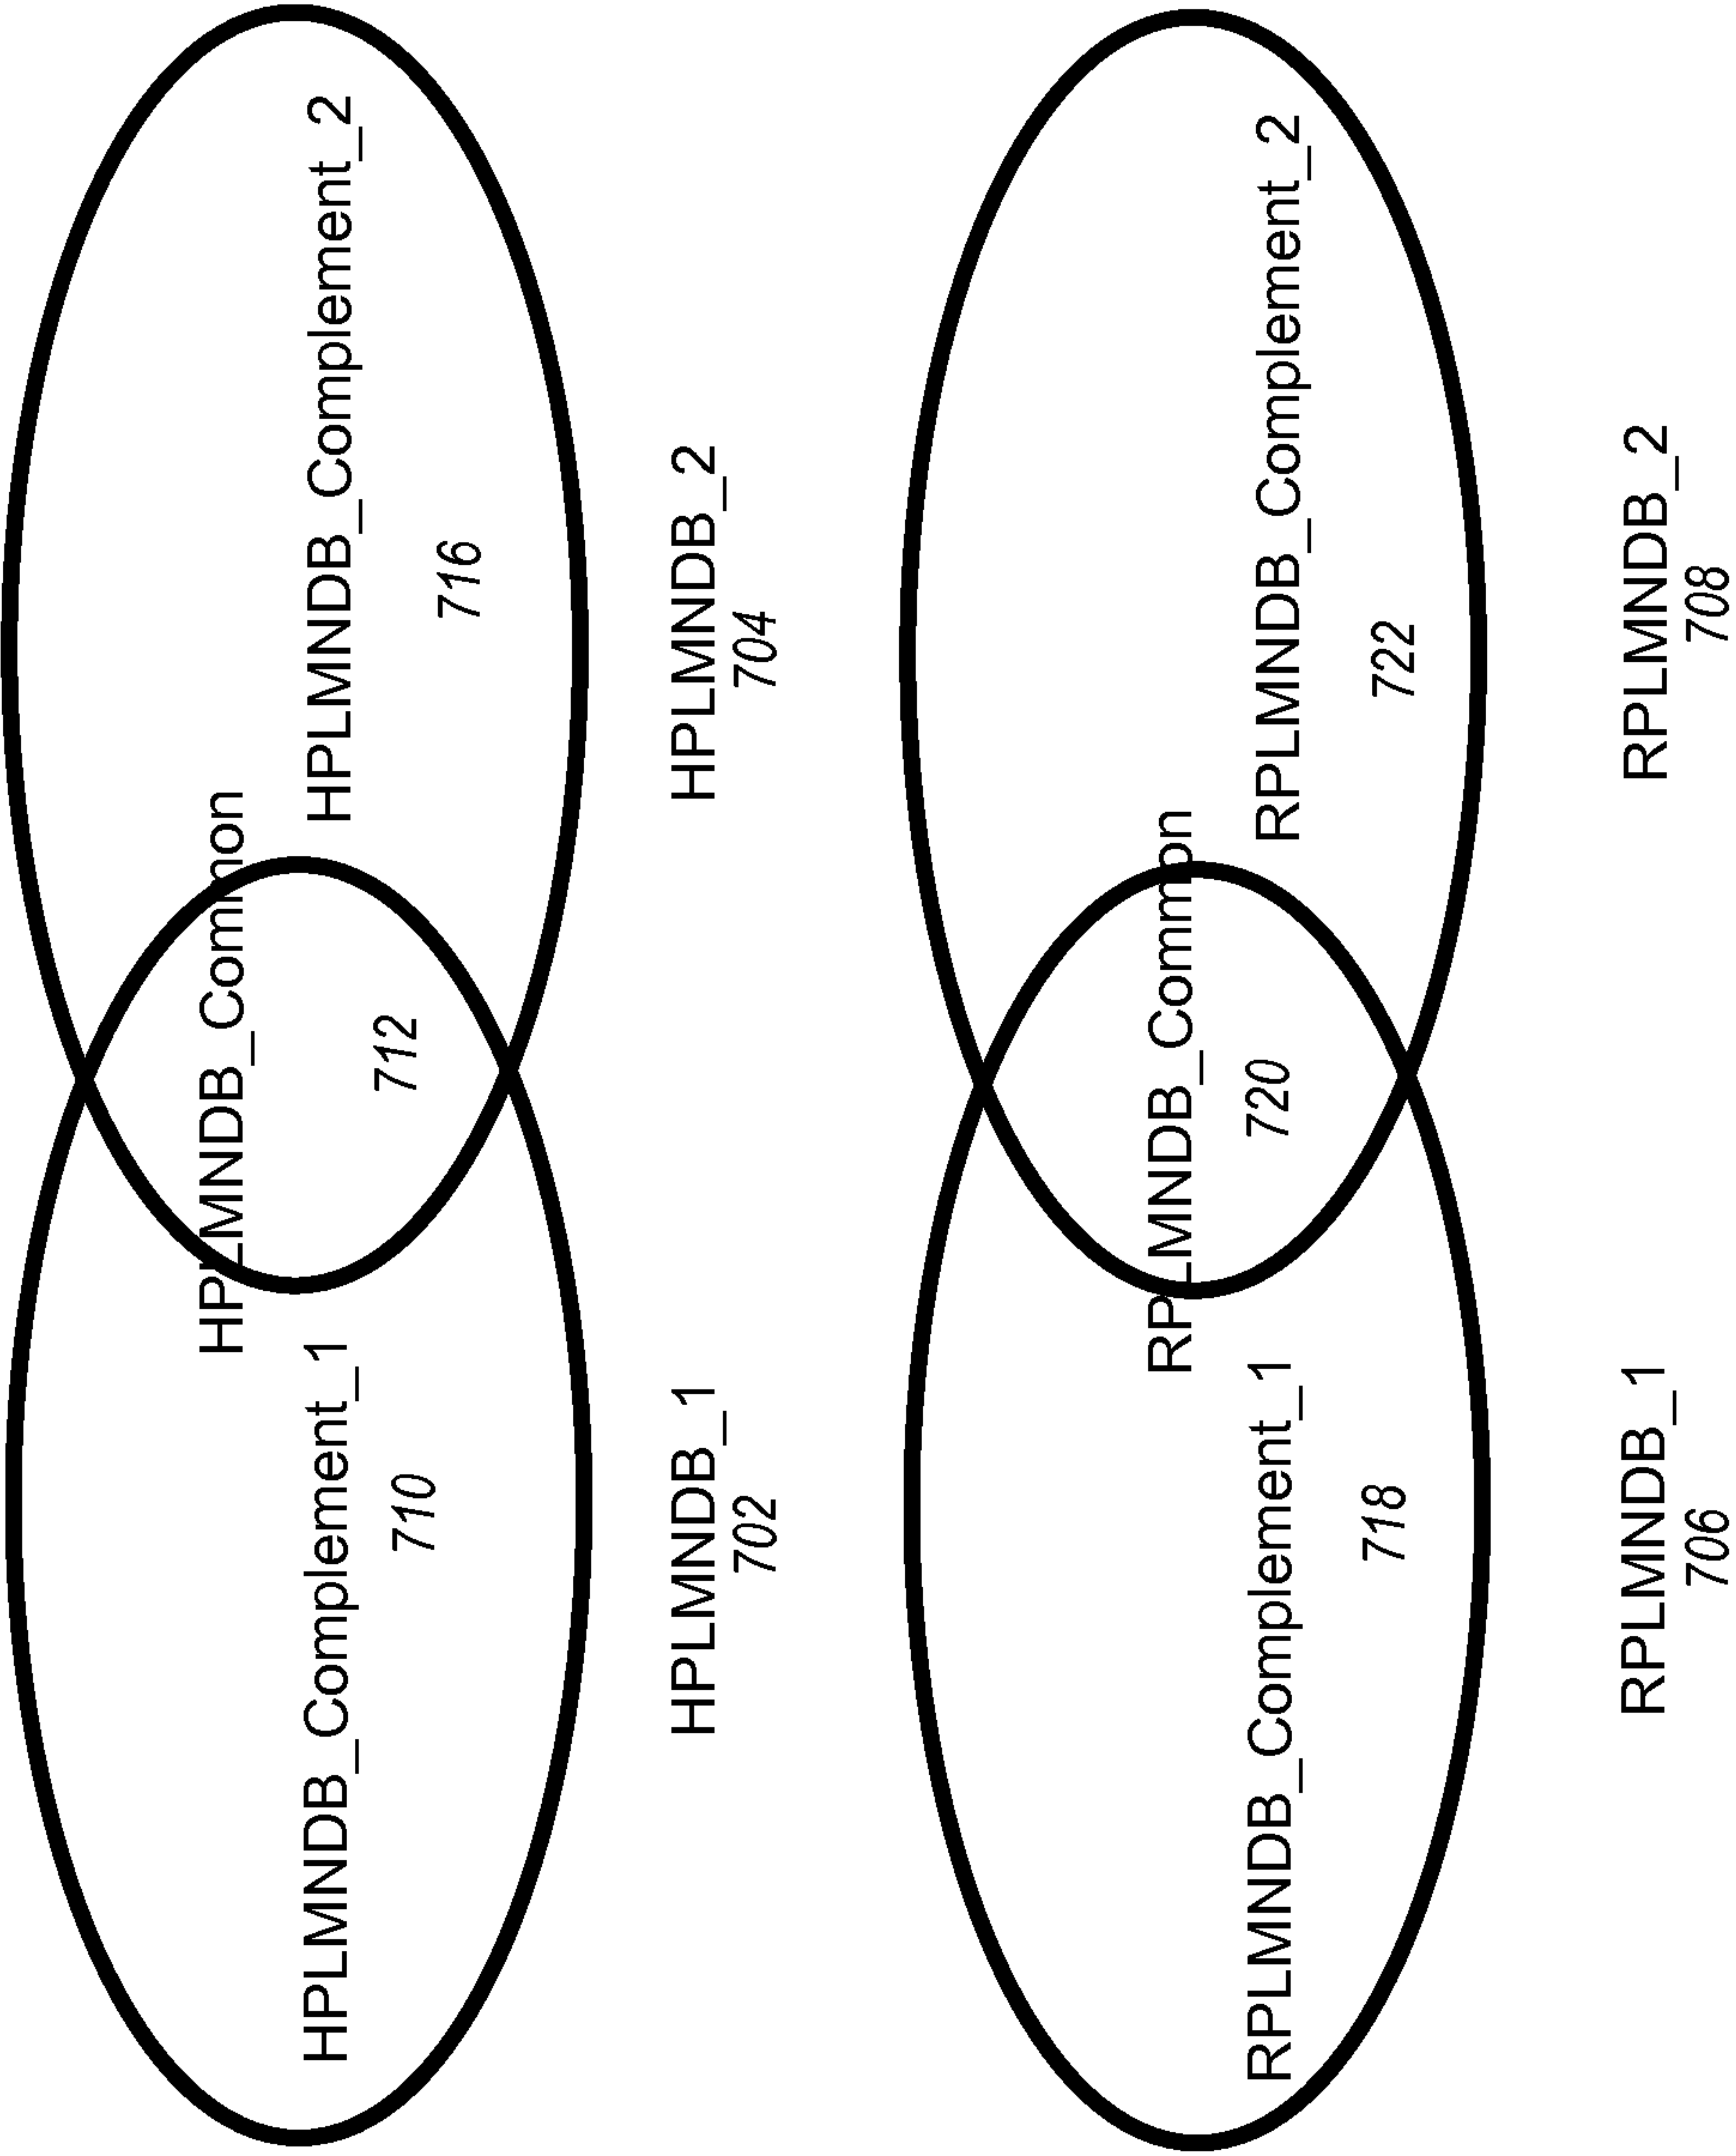 HPLMNDB_Common
HPLMNDB_Complement_1
HPLMNDB_Complement_2
712
710
716
HPLMNDB_1
702
HPLMNDB_2
704
RPLMNDB_Common
RPLMNDB_Complement_1
RPLMNDB_Complement_2
720
718
722
RPLMNDB_1
706
RPLMNDB_2
708